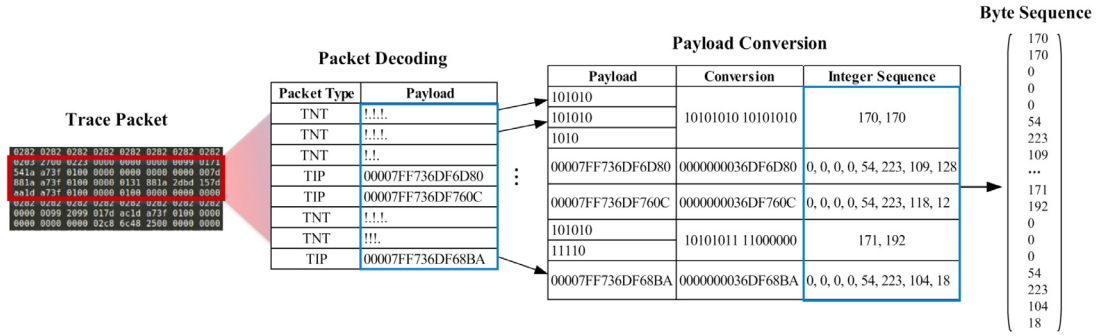 Trace Packet
0282 0282 0282 0282 0282 0282 0282 0282
0203 2700 0223 0000 0000 0000 0099 0171
541a a73f 0100 0000 0000 0000 0000 007d
881a a73f 0100 0000 0131 881a 2dbd 157d
aa1d a73f 0100 0000 0100 0000 0000 0000
0282 0282 0282 0282 0282 0282 0282 0282
0000 0099 2099 017d ac1d a73f 0100 0000
0000 0000 0000 02c8 6c48 2500 0000 0000
Packet Decoding
Packet Type Payload
TNT !.!.!.
TNT !.!.!.
TNT !.!.
TIP 00007FF736DF6D80
TIP 00007FF736DF760C
TNT !.!.!.
TNT !!!.
TIP 00007FF736DF68BA
Payload Conversion
Payload Conversion Integer Sequence
101010
101010
1010
10101010 10101010
170, 170
00007FF736DF6D80 0000000036DF6D80 0, 0, 0, 0, 54, 223, 109, 128
00007FF736DF760C 0000000036DF760C 0, 0, 0, 0, 54, 223, 118, 12
101010
11110
10101011 11000000
171, 192
00007FF736DF68BA 0000000036DF68BA 0, 0, 0, 0, 54, 223, 104, 18
Byte Sequence
170
170
0
0
0
0
54
223
109
...
171
192
0
0
0
54
223
104
18